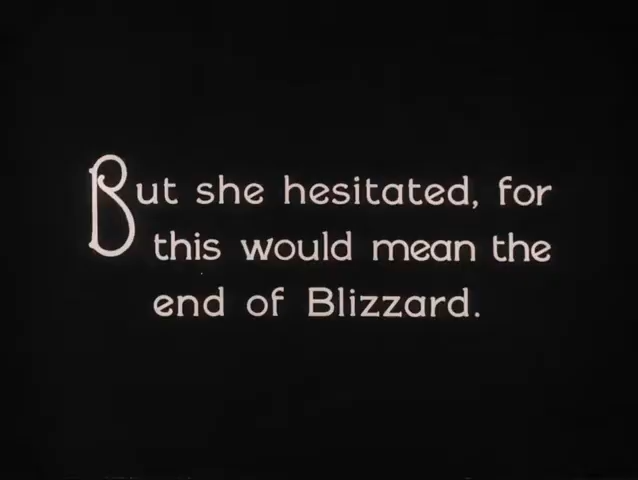 But she hesitated, for
this would mean the
end of Blizzard.